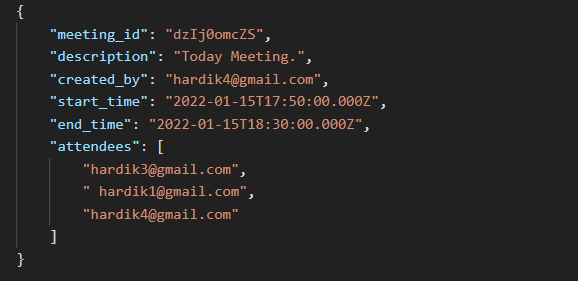 {
    "meeting_id": "dzIj0omcZS",
    "description": "Today Meeting.",
    "created_by": "hardik4@gmail.com",
    "start_time": "2022-01-15T17:50:00.000Z",
    "end_time": "2022-01-15T18:30:00.000Z",
    "attendees": [
        "hardik3@gmail.com",
        " hardik1@gmail.com",
        "hardik4@gmail.com"
    ]
}